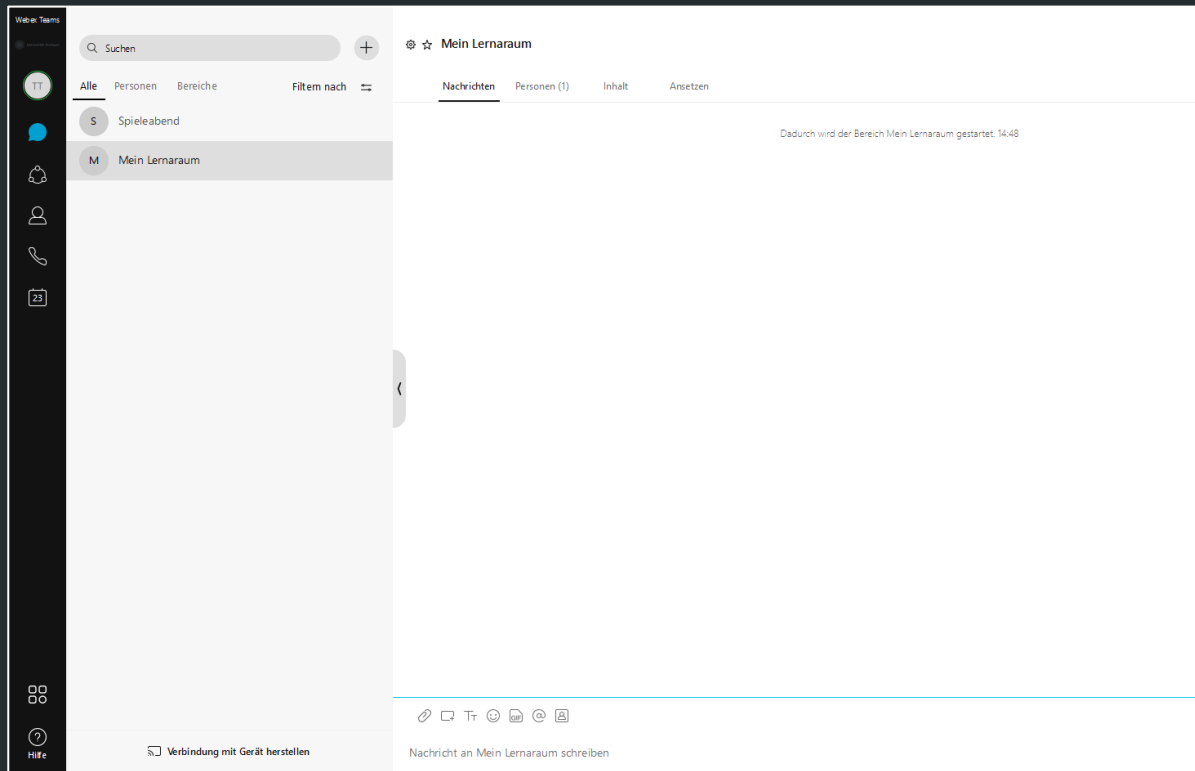 Webex Teams
Suchen
Mein Lernaraum
TT
Alle Personen Bereiche Filtern nach
Nachrichten Personen (1) Inhalt Ansetzen
S Spieleabend
Dadurch wird der Bereich Mein Lernaraum gestartet. 14:48
M Mein Lernaraum
23
GIF
Hilfe
Verbindung mit Gerät herstellen
Nachricht an Mein Lernaraum schreiben